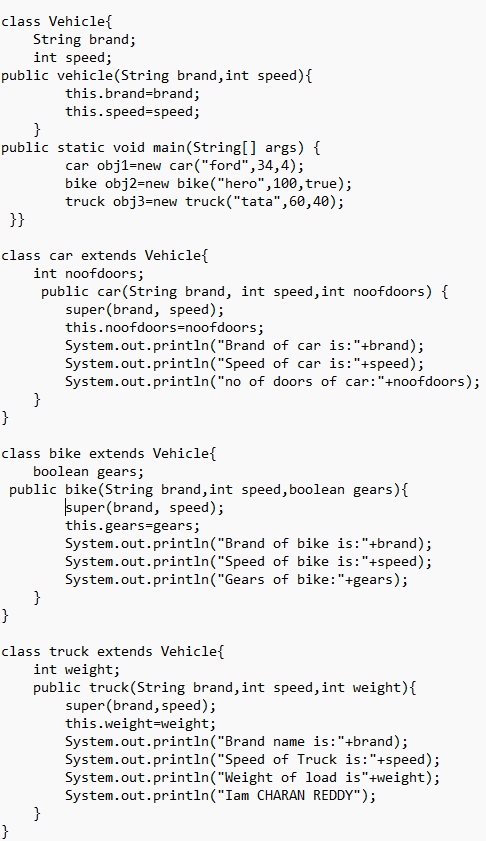 class Vehicle{
    String brand;
    int speed;
public vehicle(String brand,int speed){
        this.brand=brand;
        this.speed=speed;
    }
public static void main(String[] args) {
        car obj1=new car("ford",34,4);
        bike obj2=new bike("hero",100,true);
        truck obj3=new truck("tata",60,40);
 }}

class car extends Vehicle{
    int noofdoors;
     public car(String brand, int speed,int noofdoors) {
        super(brand, speed);
        this.noofdoors=noofdoors;
        System.out.println("Brand of car is:"+brand);
        System.out.println("Speed of car is:"+speed);
        System.out.println("no of doors of car:"+noofdoors);
    }
}

class bike extends Vehicle{
    boolean gears;
 public bike(String brand,int speed,boolean gears){
        super(brand, speed);
        this.gears=gears;
        System.out.println("Brand of bike is:"+brand);
        System.out.println("Speed of bike is:"+speed);
        System.out.println("Gears of bike:"+gears);
    }
}

class truck extends Vehicle{
    int weight;
    public truck(String brand,int speed,int weight){
        super(brand,speed);
        this.weight=weight;
        System.out.println("Brand name is:"+brand);
        System.out.println("Speed of Truck is:"+speed);
        System.out.println("Weight of load is"+weight);
        System.out.println("Iam CHARAN REDDY");
    }
}